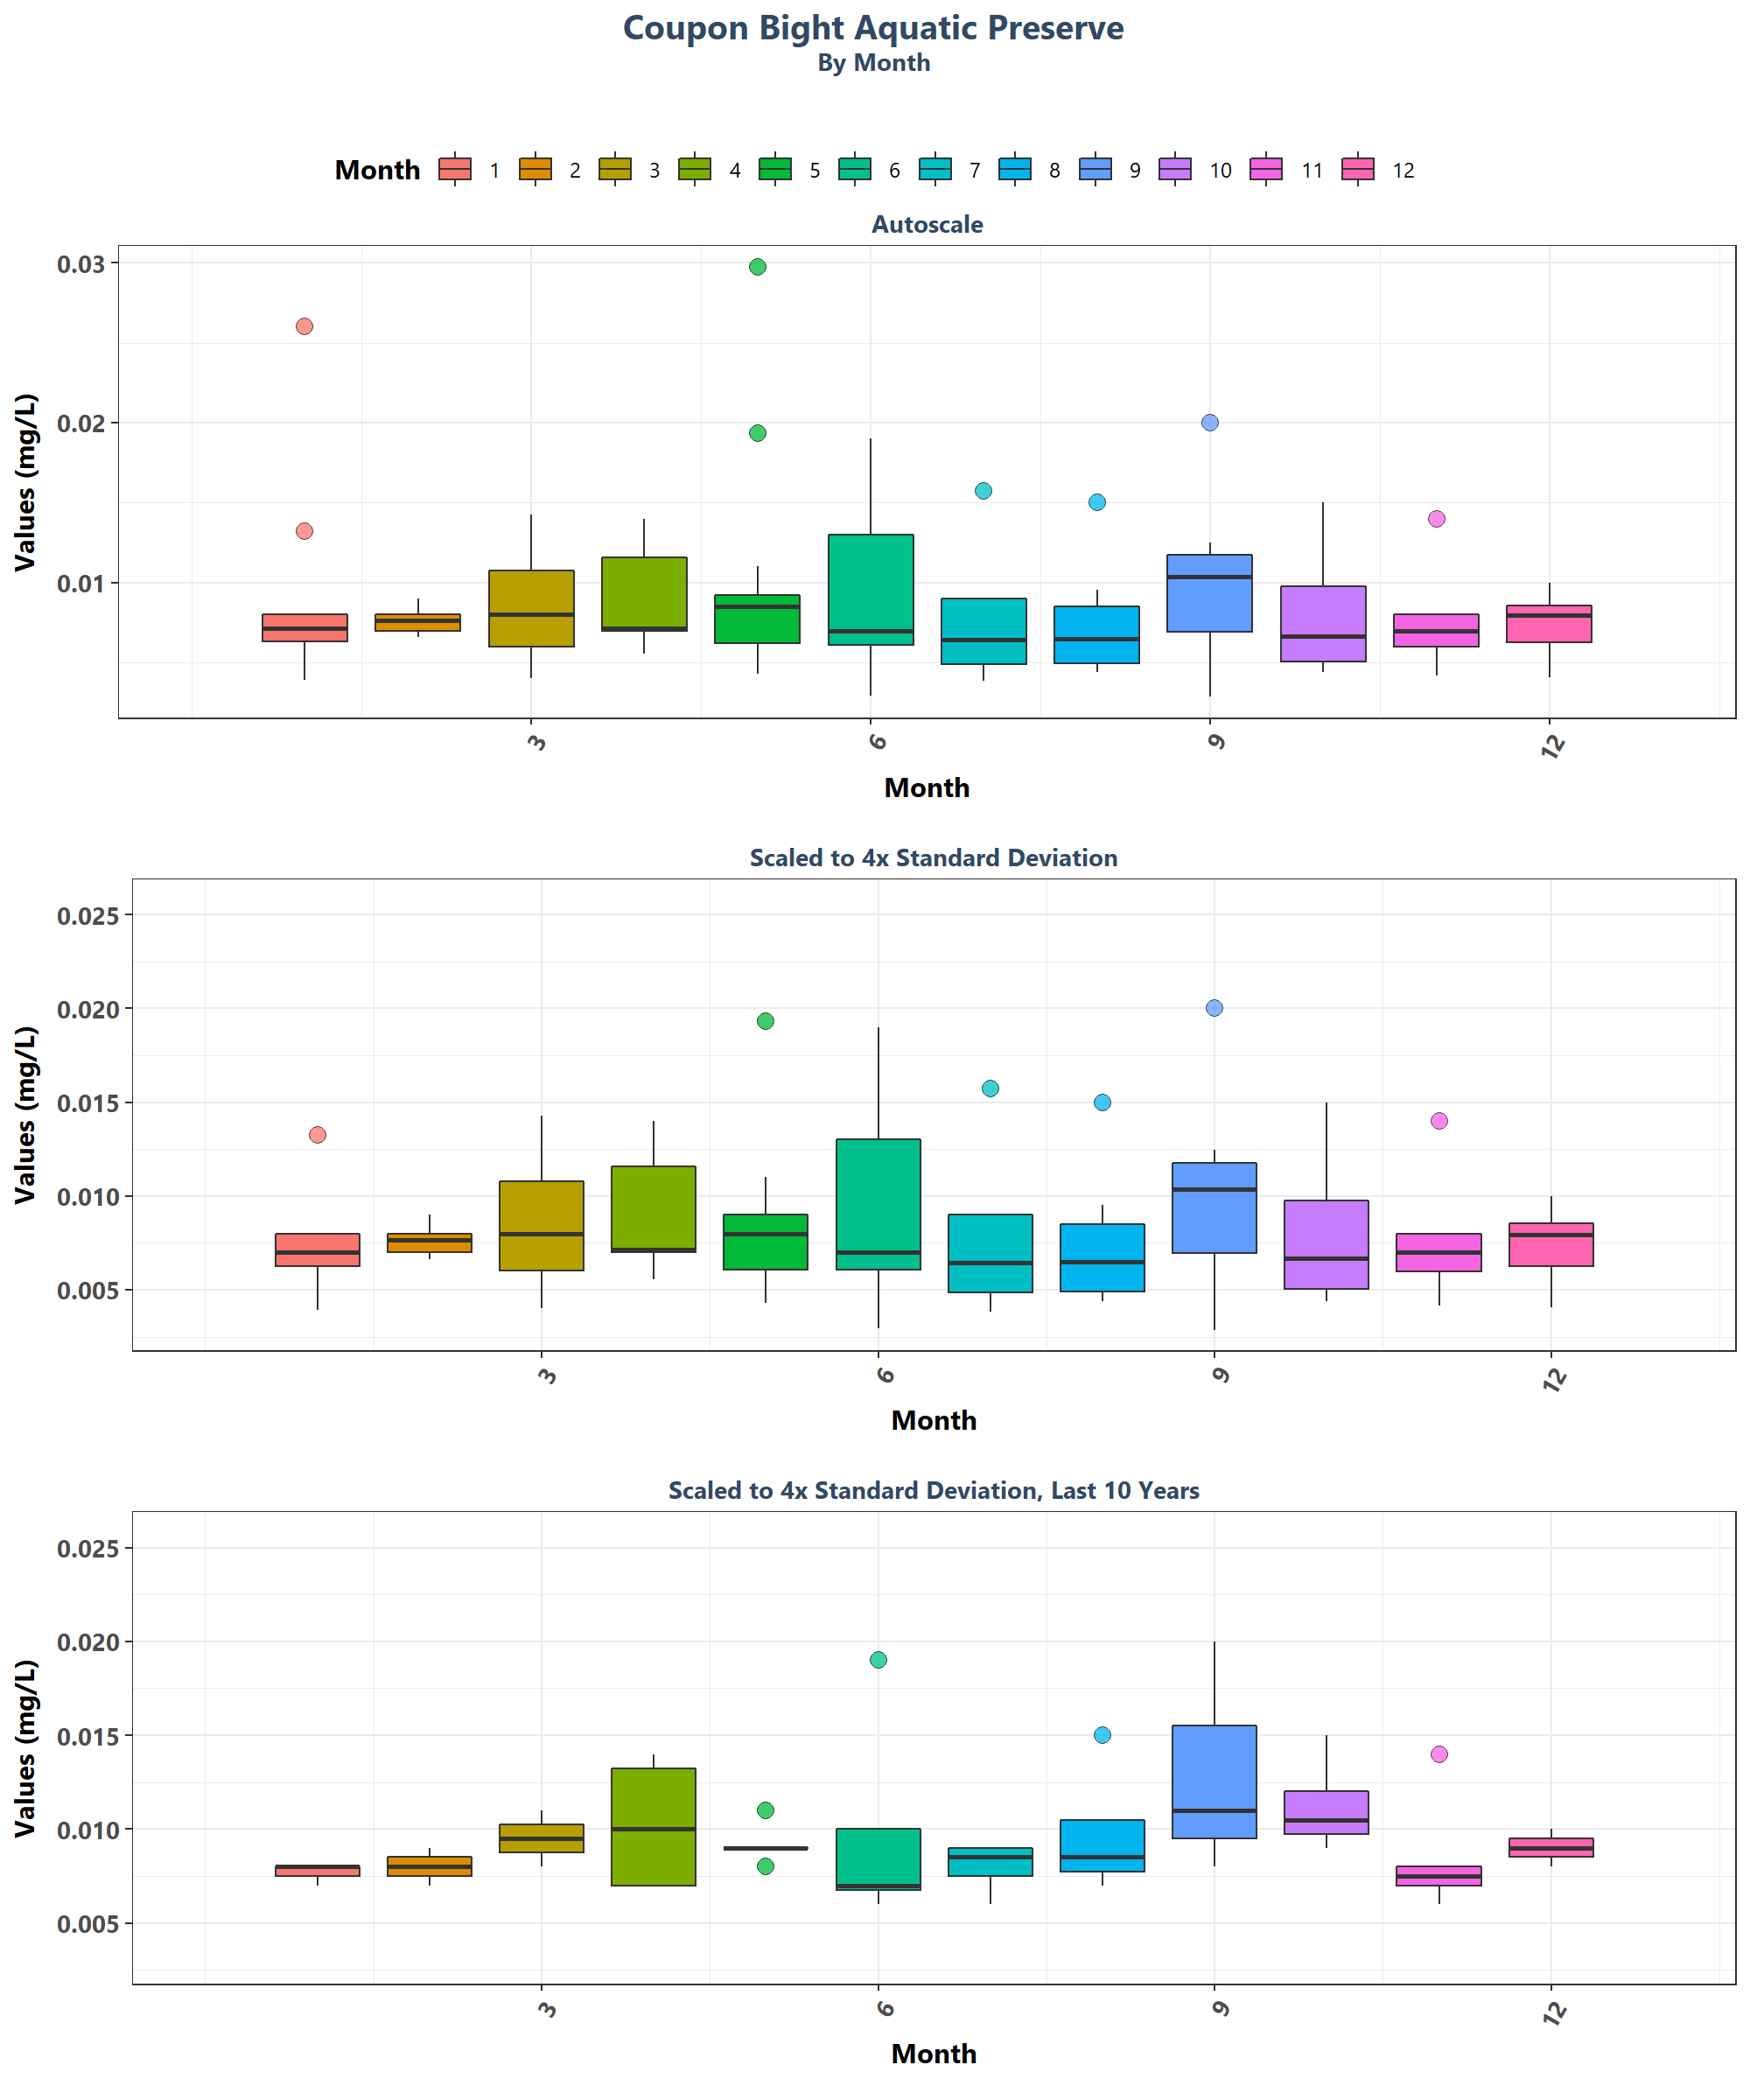 Coupon Bight Aquatic Preserve
By Month
Month 1 2 3 4 5 6 7 8 9 10 11 12
Autoscale
0.03
0.02
0.01
Values (mg/L)
3 6 9 12
Month
Scaled to 4x Standard Deviation
0.025
0.020
0.015
0.010
0.005
Values (mg/L)
3 6 9 12
Month
Scaled to 4x Standard Deviation, Last 10 Years
0.025
0.020
0.015
0.010
0.005
Values (mg/L)
3 6 9 12
Month